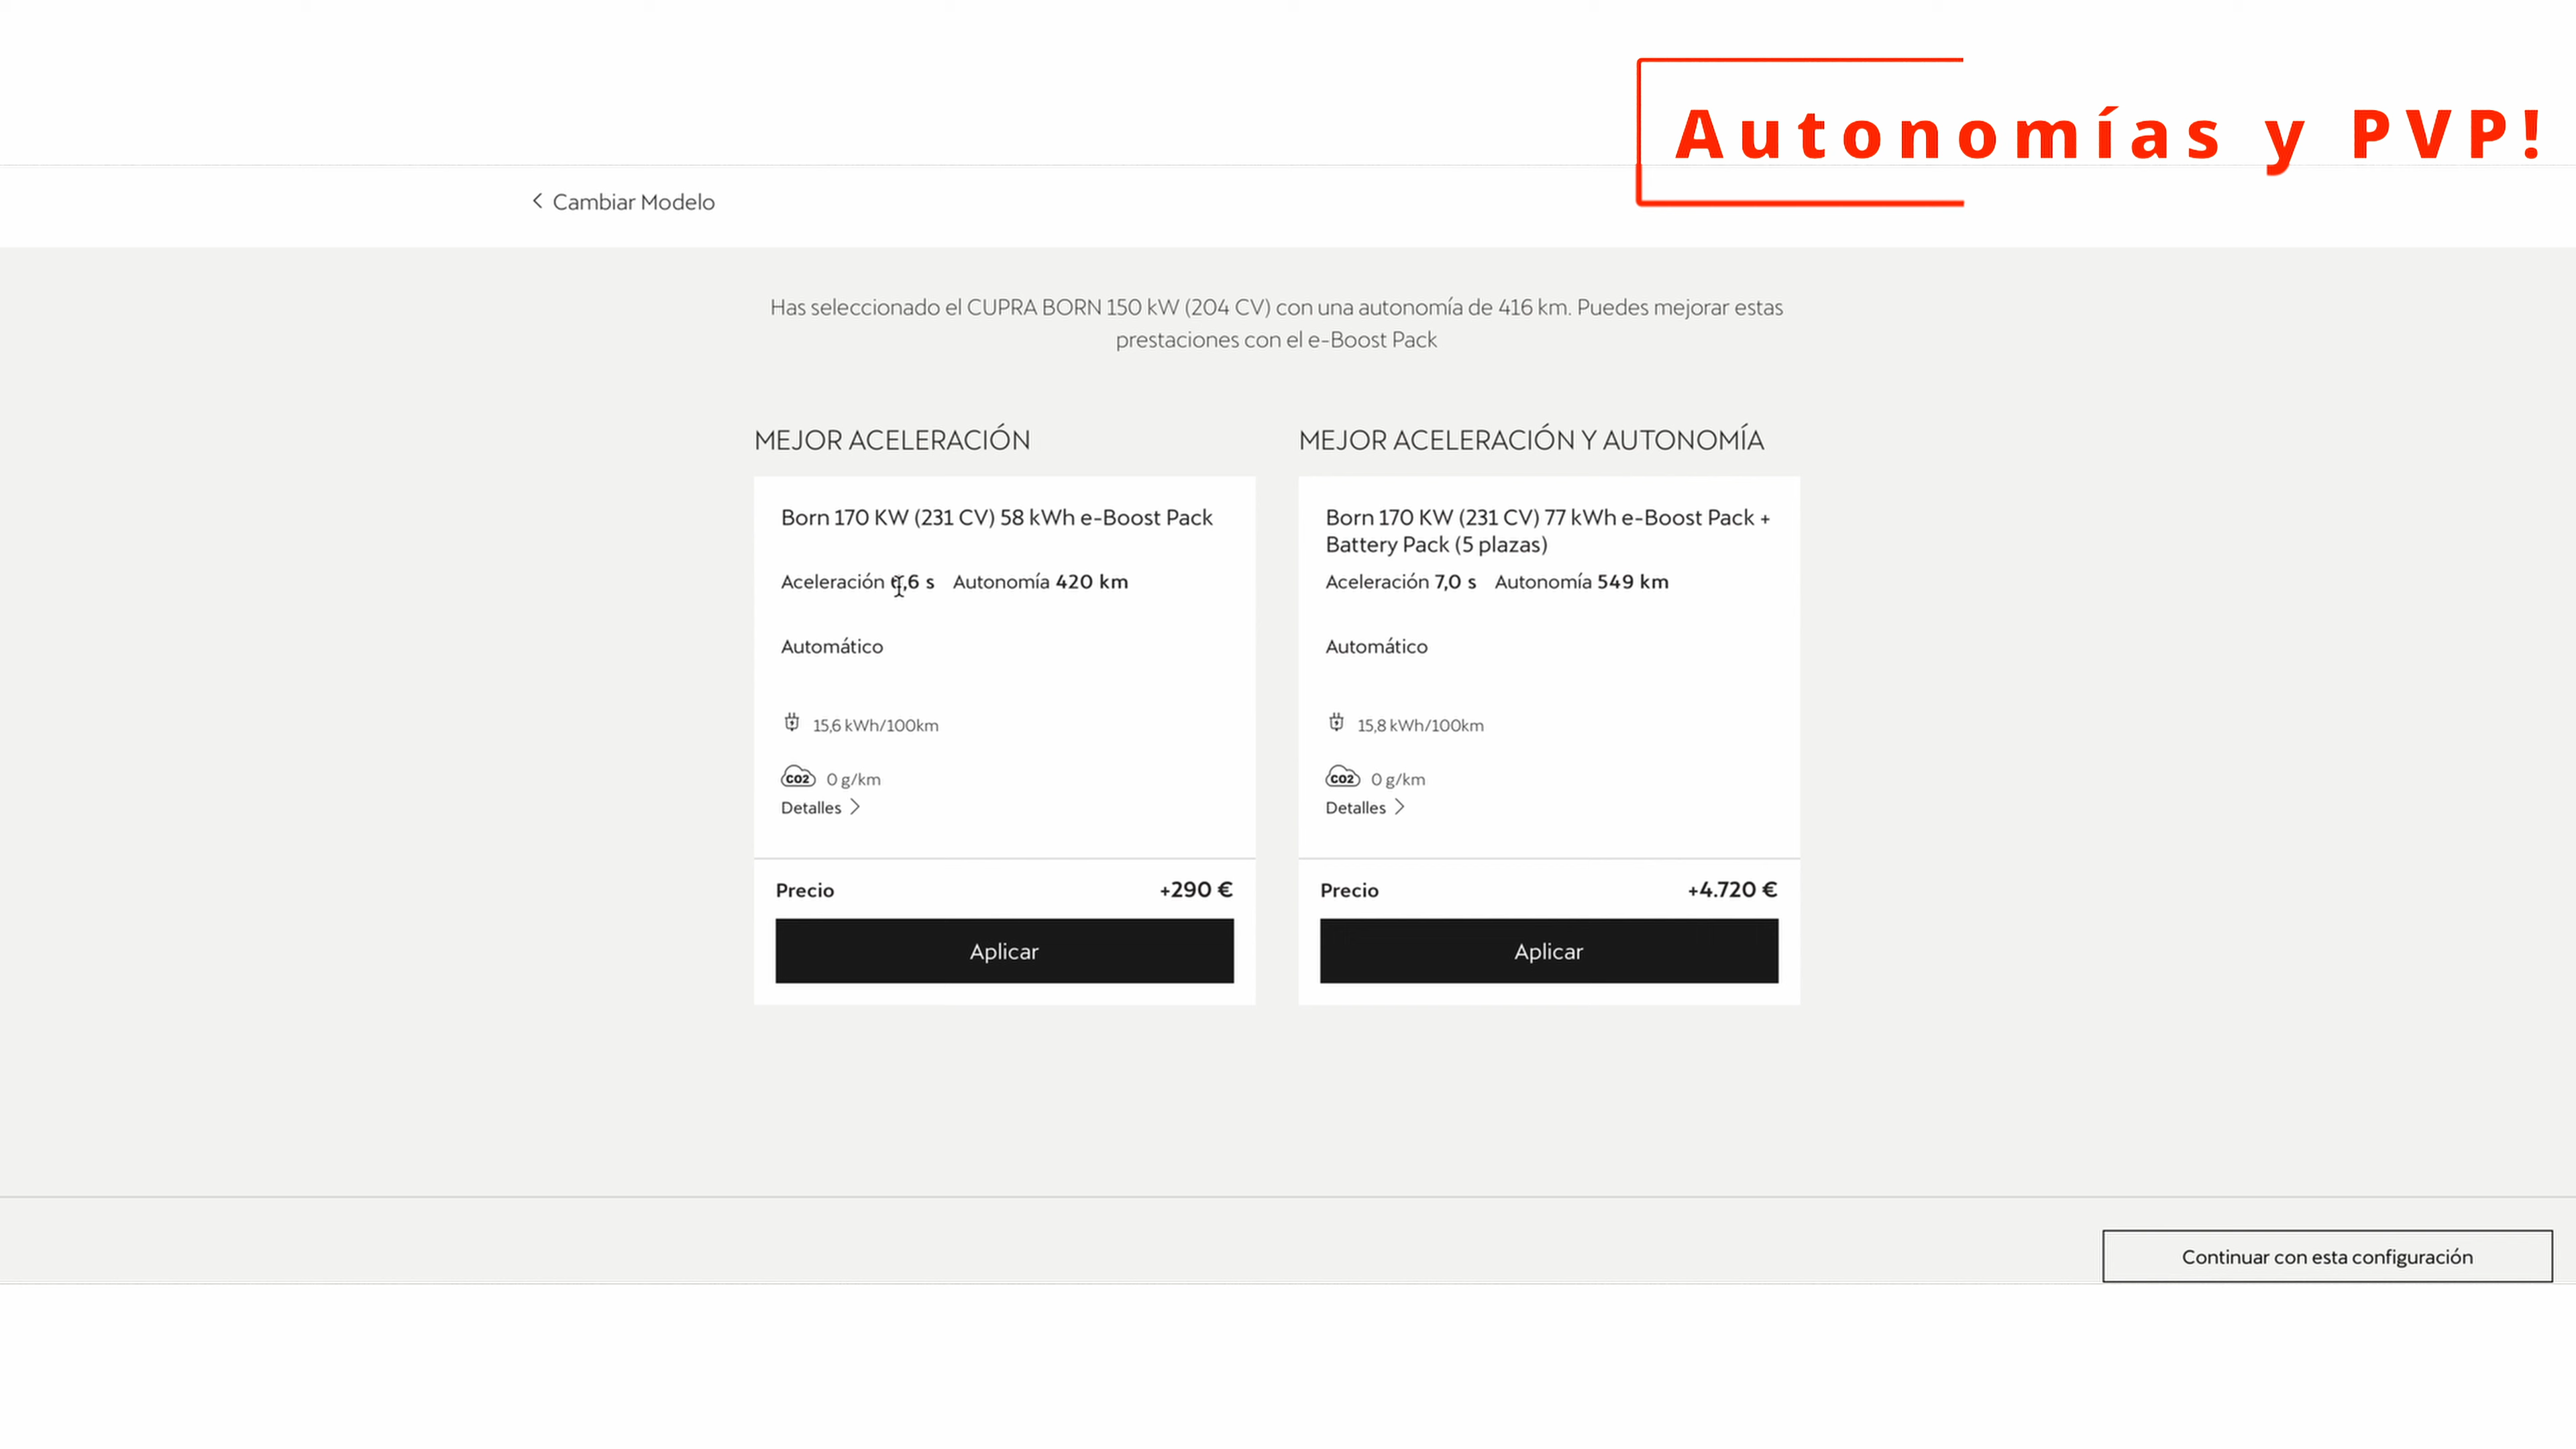 Autonomías y PVP!
Cambiar Modelo
Has seleccionado el CUPRA BORN 150 kW (204 CV) con una autonomía de 416 km. Puedes mejorar estas
prestaciones con el e-Boost Pack
MEJOR ACELERACIÓN
Born 170 KW (231 CV) 58 kWh e-Boost Pack
Aceleración 6,6 s Autonomía 420 km
Automático
15,6 kWh/100km
CO2 0 g/km
Detalles
Precio +290 €
Aplicar
MEJOR ACELERACIÓN Y AUTONOMÍA
Born 170 KW (231 CV) 77 kWh e-Boost Pack +
Battery Pack (5 plazas)
Aceleración 7,0 s Autonomía 549 km
Automático
15,8 kWh/100km
CO2 0 g/km
Detalles
Precio +4.720 €
Aplicar
Continuar con esta configuración